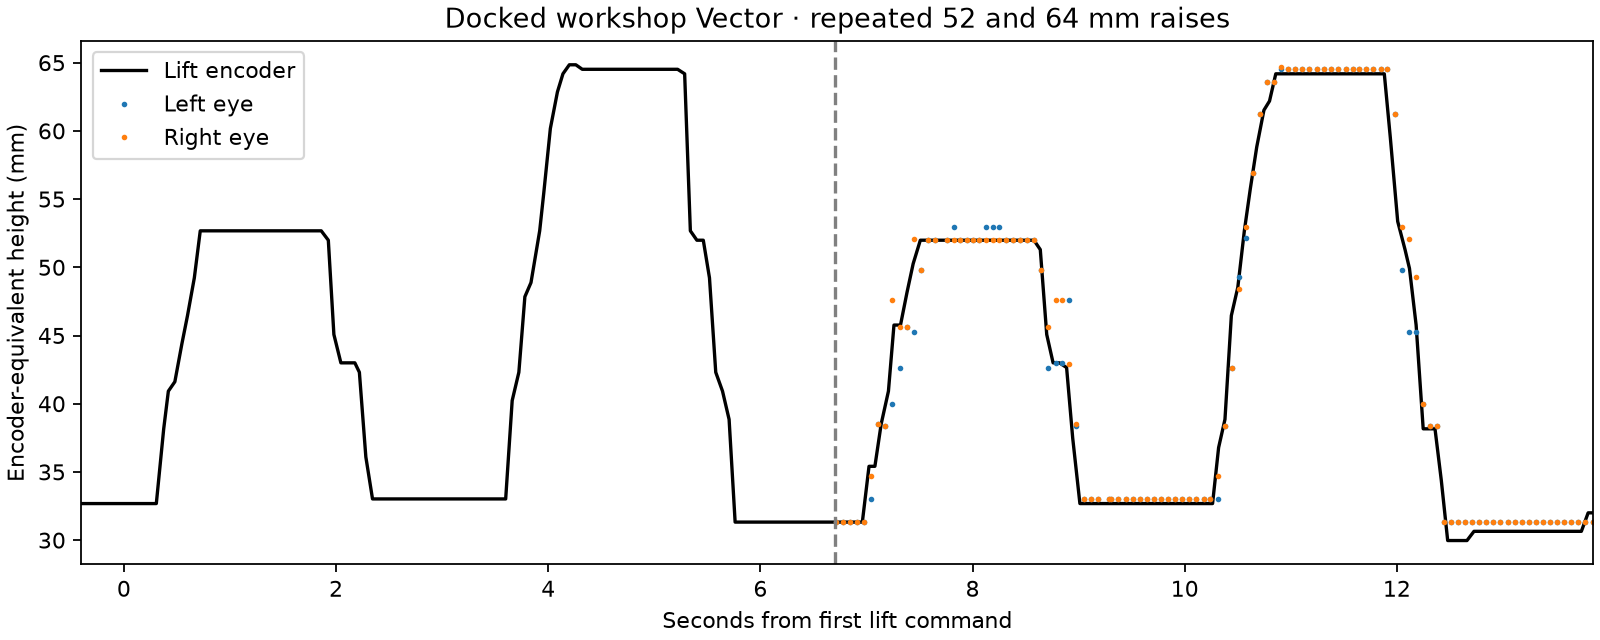 Docked workshop Vector · repeated 52 and 64 mm raises
Lift encoder
Left eye
Right eye
Encoder-equivalent height (mm)
65
60
55
50
45
40
35
30
0
2
4
6
8
10
12
Seconds from first lift command